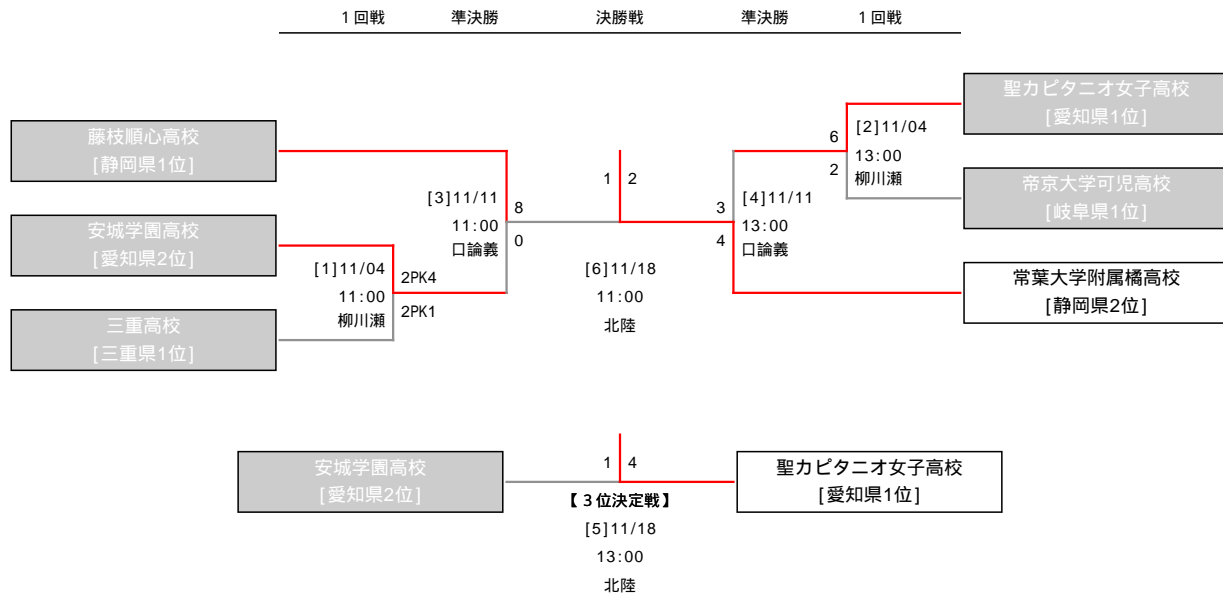 1回戦 準決勝 決勝戦 準決勝 1回戦
藤枝順心高校
[静岡県1位]
安城学園高校
[愛知県2位]
三重高校
[三重県1位]
[1]11/04
11:00
柳川瀬
2PK4
2PK1
[3]11/11
11:00
口論義
8
0
1 2
[6]11/18
11:00
北陸
3
4
[4]11/11
13:00
口論義
6
2
[2]11/04
13:00
柳川瀬
聖カピタニオ女子高校
[愛知県1位]
帝京大学可児高校
[岐阜県1位]
常葉大学附属橘高校
[静岡県2位]
安城学園高校
[愛知県2位]
1 4
【3位決定戦】
[5]11/18
13:00
北陸
聖カピタニオ女子高校
[愛知県1位]